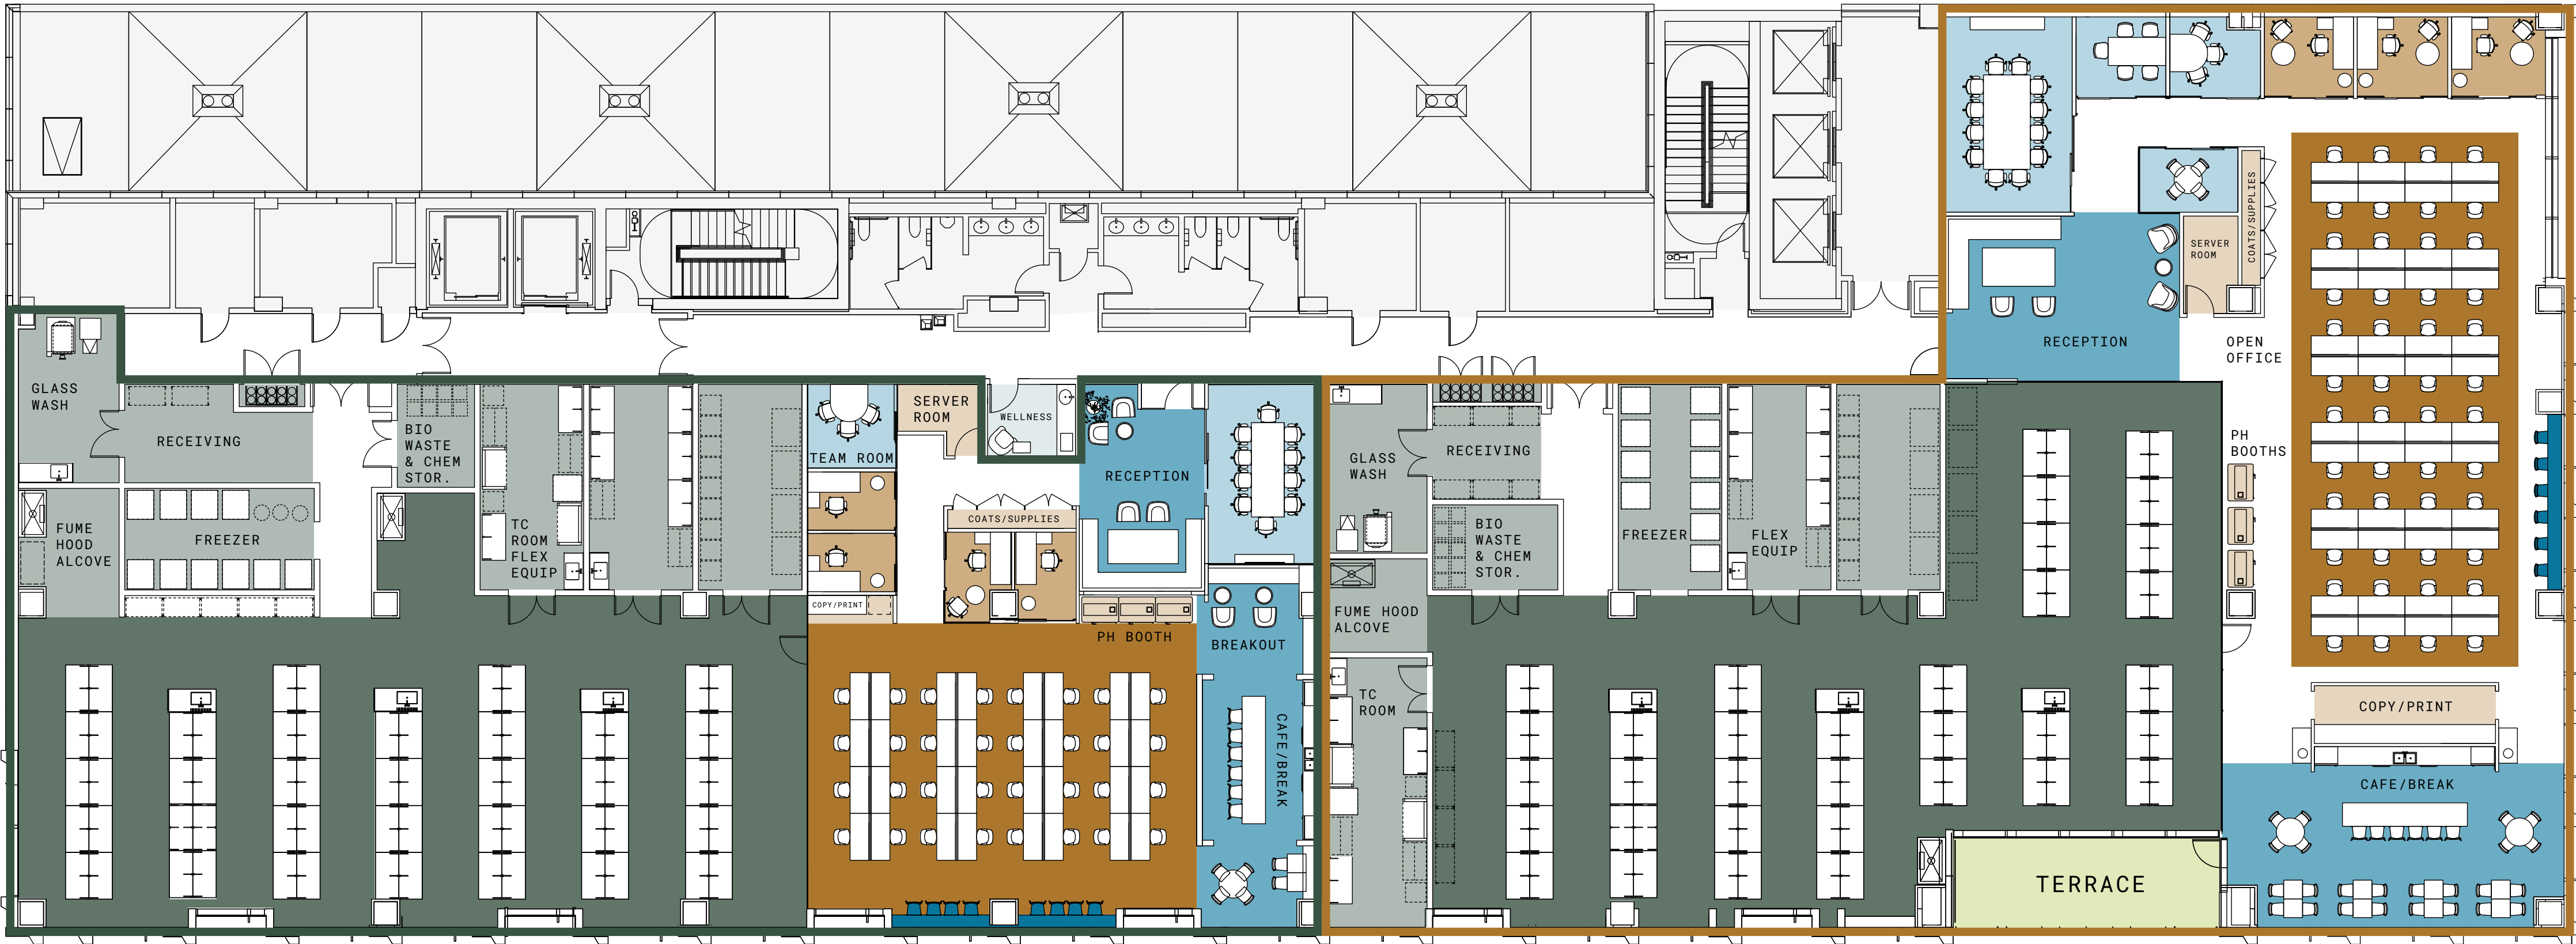 GLASS
WASH
RECEIVING
FUME
HOOD
ALCOVE
FREEZER
BIO
WASTE
& CHEM
STOR.
TC
ROOM
FLEX
EQUIP
TEAM ROOM
SERVER
ROOM
WELLNESS
COATS/SUPPLIES
COPY/PRINT
RECEPTION
PH BOOTH
BREAKOUT
CAFE/BREAK
GLASS
WASH
RECEIVING
BIO
WASTE
& CHEM
STOR.
FUME HOOD
ALCOVE
TC
ROOM
FREEZER
FLEX
EQUIP
RECEPTION
SERVER
ROOM
COATS/SUPPLIES
OPEN
OFFICE
PH
BOOTHS
COPY/PRINT
CAFE/BREAK
TERRACE